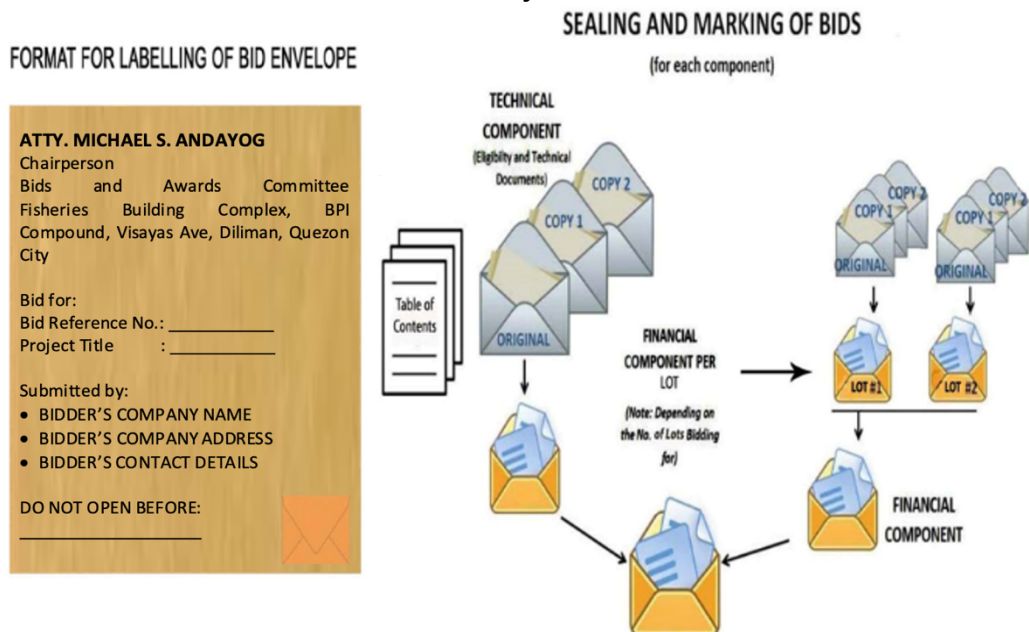 FORMAT FOR LABELLING OF BID ENVELOPE
ATTY. MICHAEL S. ANDAYOG
Chairperson
Bids and Awards Committee
Fisheries Building Complex, BPI
Compound, Visayas Ave, Diliman, Quezon
City
Bid for:
Bid Reference No.: ____________
Project Title : ____________
Submitted by:
• BIDDER'S COMPANY NAME
• BIDDER'S COMPANY ADDRESS
• BIDDER'S CONTACT DETAILS
DO NOT OPEN BEFORE:
____________________
SEALING AND MARKING OF BIDS
(for each component)
TECHNICAL
COMPONENT
(Eligibilty and Technical
Documents)
COPY 2
COPY 1
ORIGINAL
Table of
Contents
FINANCIAL
COMPONENT PER
LOT
(Note: Depending on
the No. of Lots Bidding
for)
COPY 2
COPY 1
ORIGINAL
COPY 2
COPY 1
ORIGINAL
LOT #1
LOT #2
FINANCIAL
COMPONENT